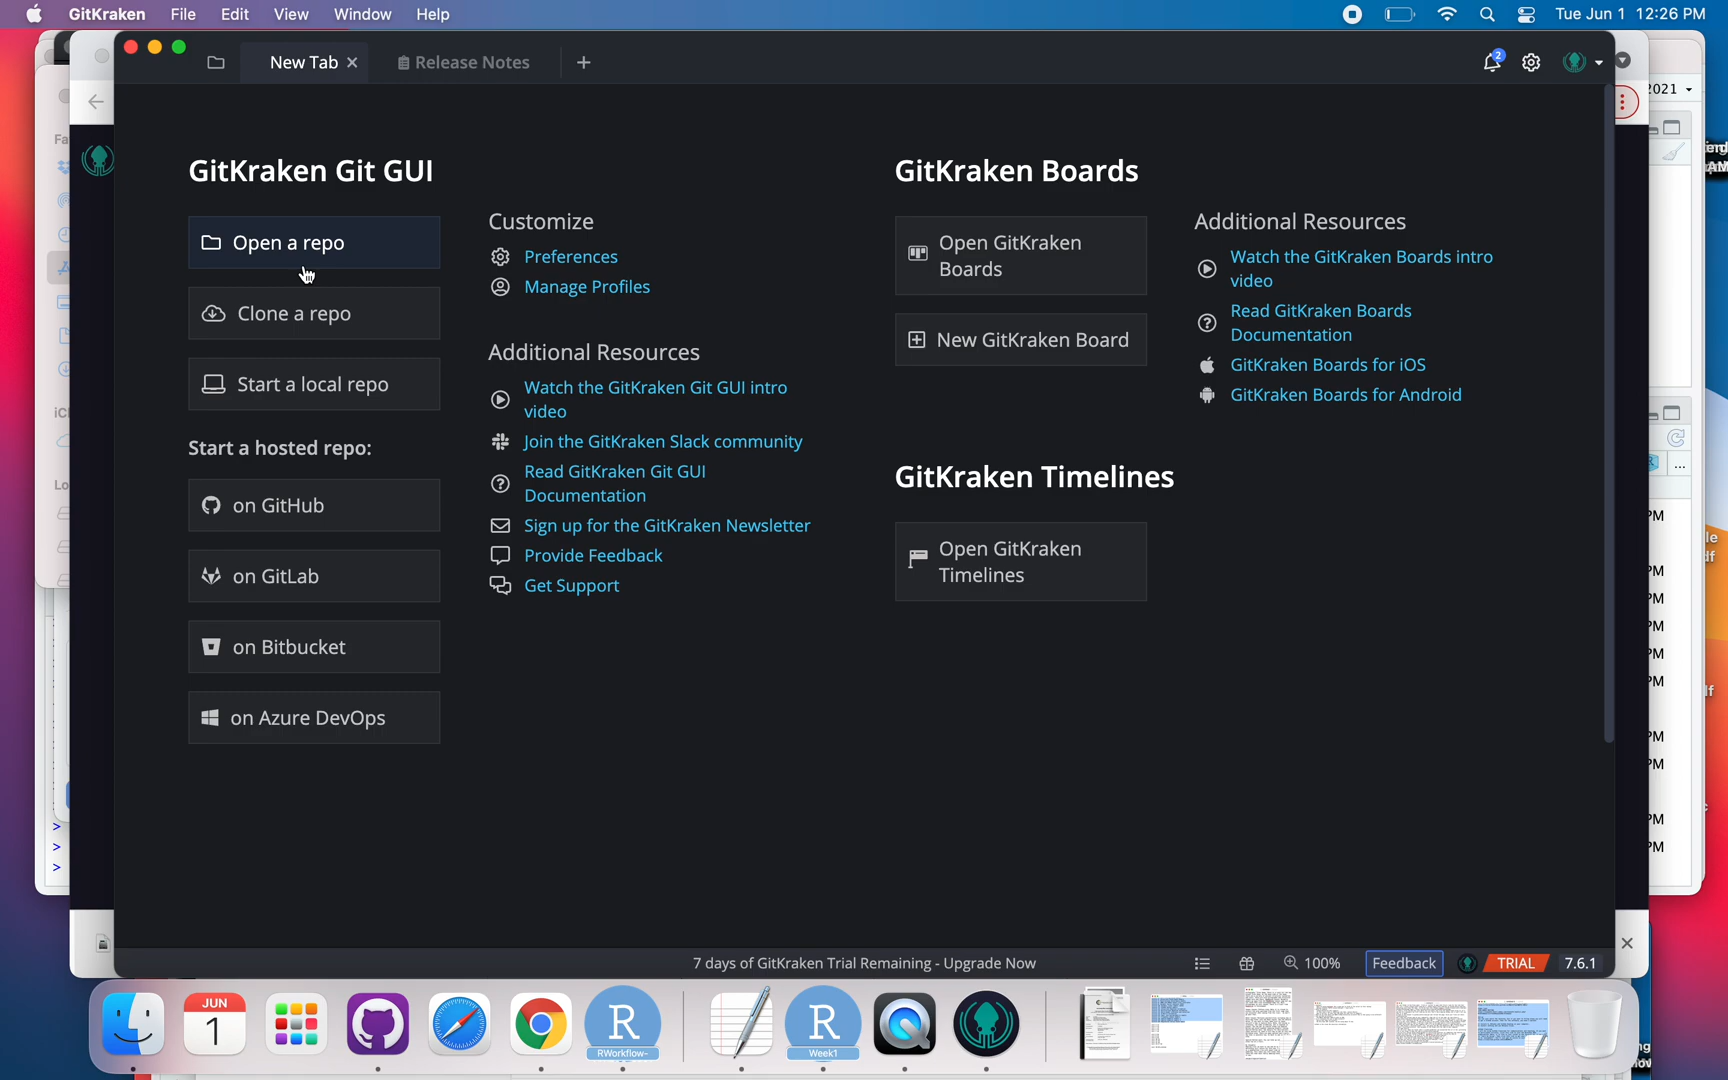 GitKraken File Edit View Window Help Tue Jun 1 12:26 PM
New Tab Release Notes
2
2021
GitKraken Git GUI
Open a repo
Clone a repo
Start a local repo
Start a hosted repo:
on GitHub
on GitLab
on Bitbucket
on Azure DevOps
Customize
Preferences
Manage Profiles
Additional Resources
Watch the GitKraken Git GUI intro
video
Join the GitKraken Slack community
Read GitKraken Git GUI
Documentation
Sign up for the GitKraken Newsletter
Provide Feedback
Get Support
GitKraken Boards
Open GitKraken
Boards
New GitKraken Board
Additional Resources
Watch the GitKraken Boards intro
video
Read GitKraken Boards
Documentation
GitKraken Boards for iOS
GitKraken Boards for Android
GitKraken Timelines
Open GitKraken
Timelines
7 days of GitKraken Trial Remaining - Upgrade Now 100% Feedback TRIAL 7.6.1
JUN
1
R
RWorkflow-
R
Week1